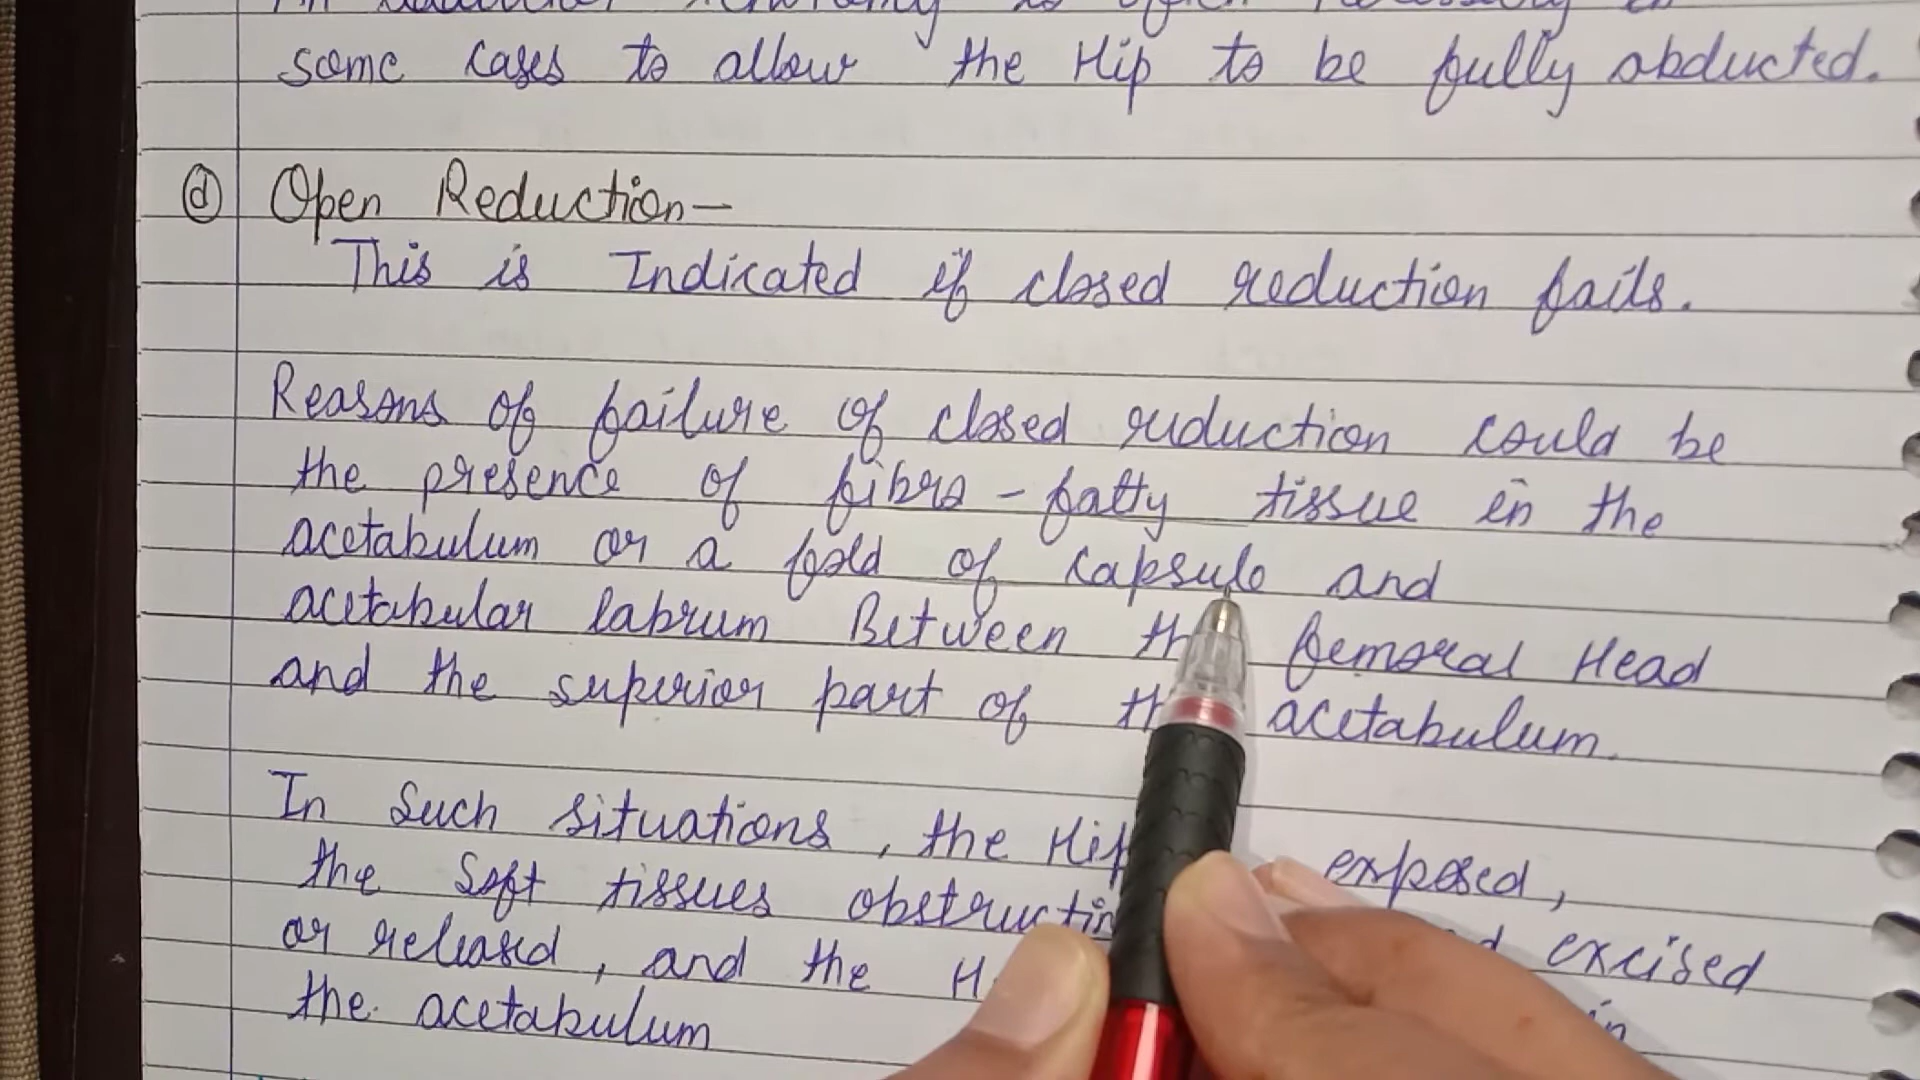 some cases to allow the Hip to be fully abducted.
d Open Reduction-
This is Indicated if closed reduction fails.
Reasons of failure of closed reduction could be
the presence of fibro-fatty tissue in the
acetabulum or a fold of capsule and
acetabular labrum Between the femoral Head
and the superior part of the acetabulum.
In such situations, the Hip exposed,
the soft tissues excised
or released, and the in
the acetabulum